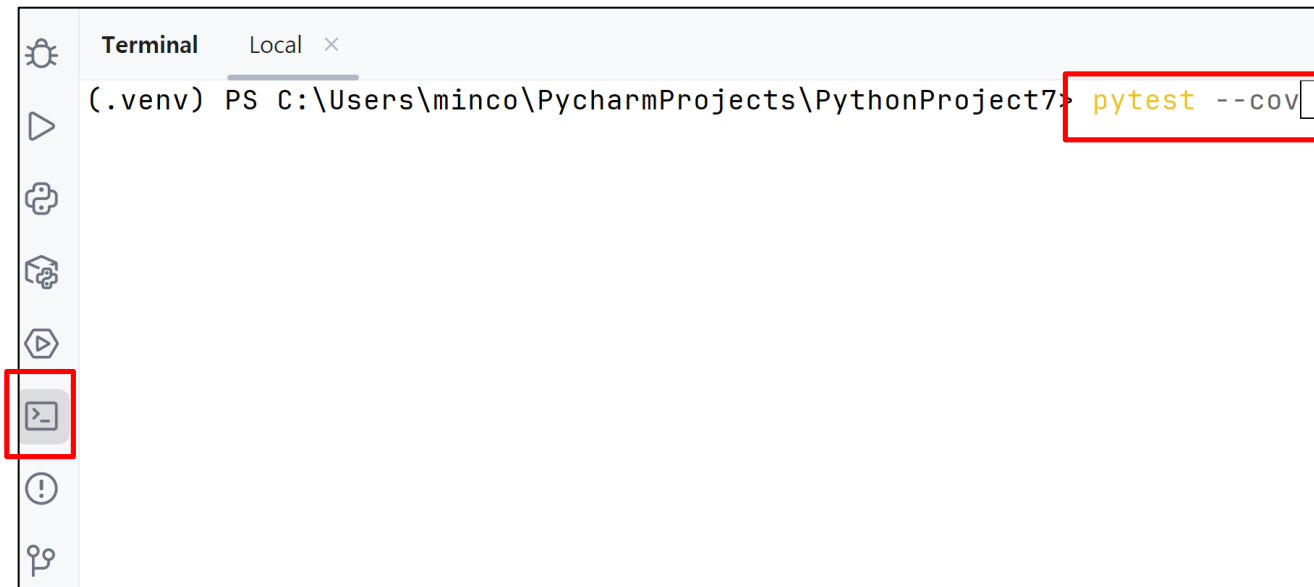 Terminal Local ×
(.venv) PS C:\Users\minco\PycharmProjects\PythonProject7> pytest --cov